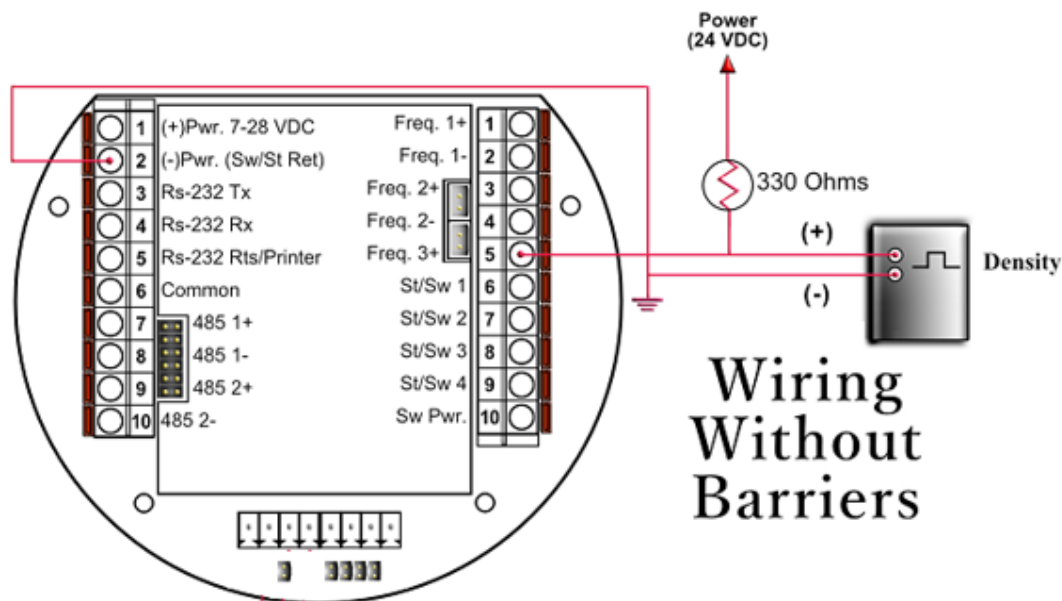 Power
(24 VDC)
1 (+)Pwr. 7-28 VDC
2 (-)Pwr. (Sw/St Ret)
3 Rs-232 Tx
4 Rs-232 Rx
5 Rs-232 Rts/Printer
6 Common
7 485 1+
8 485 1-
9 485 2+
10 485 2-
Freq. 1+ 1
Freq. 1- 2
Freq. 2+ 3
Freq. 2- 4
Freq. 3+ 5
St/Sw 1 6
St/Sw 2 7
St/Sw 3 8
St/Sw 4 9
Sw Pwr. 10
330 Ohms
(+)
(-)
Density
Wiring
Without
Barriers